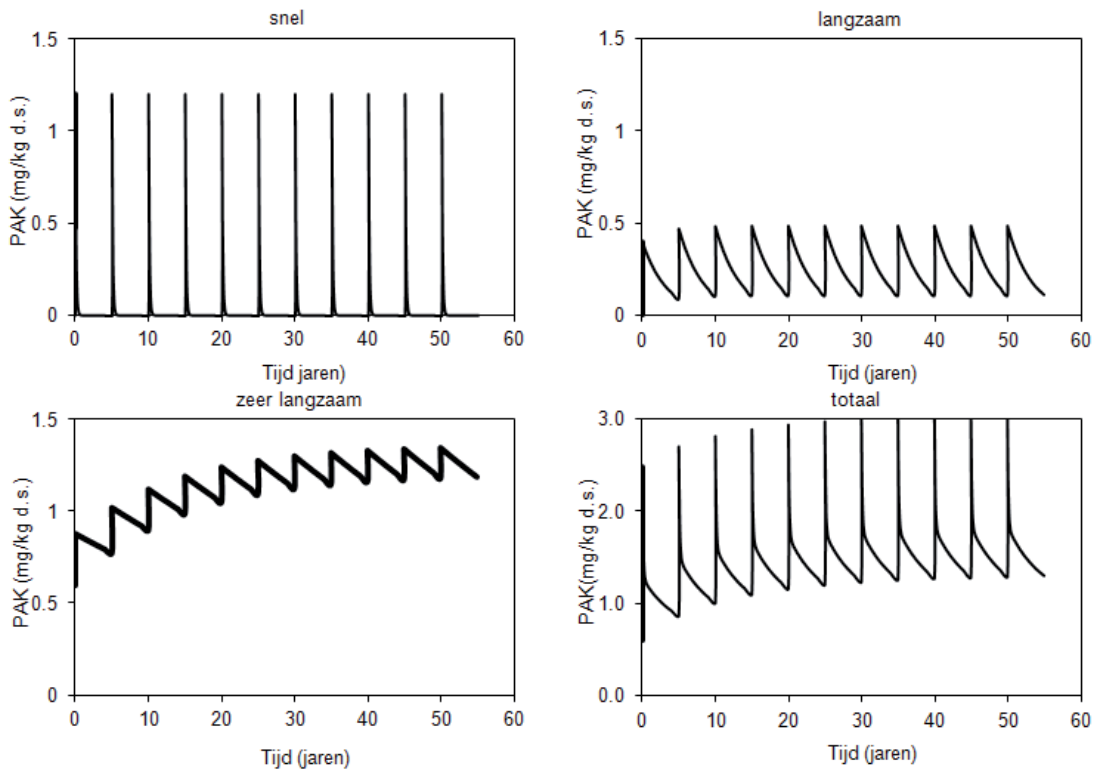 snel
1.5
1
0.5
0
PAK (mg/kg d.s.)
0 10 20 30 40 50 60
Tijd jaren)
langzaam
1.5
1
0.5
0
PAK (mg/kg d.s.)
0 10 20 30 40 50 60
Tijd (jaren)
zeer langzaam
1.5
1
0.5
0
PAK (mg/kg d.s.)
0 10 20 30 40 50 60
Tijd (jaren)
totaal
3.0
2.0
1.0
0.0
PAK(mg/kg d.s.)
0 10 20 30 40 50 60
Tijd (jaren)